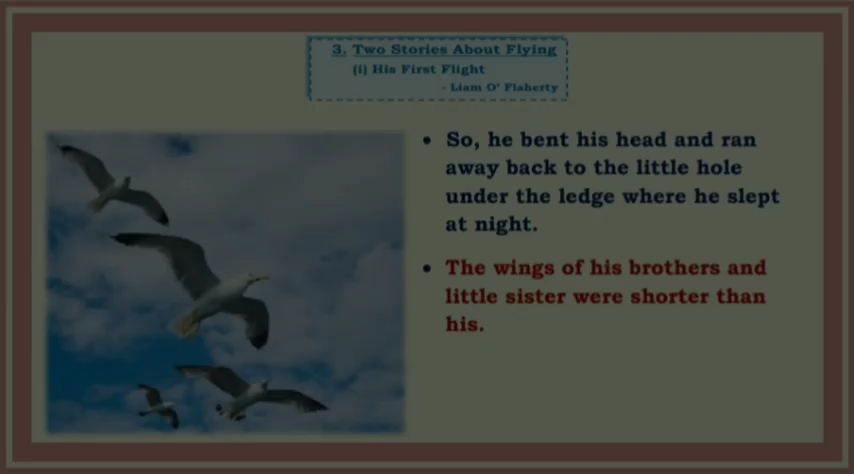 3. Two Stories About Flying
(i) His First Flight
- Liam O' Flaherty
• So, he bent his head and ran
away back to the little hole
under the ledge where he slept
at night.
• The wings of his brothers and
little sister were shorter than
his.